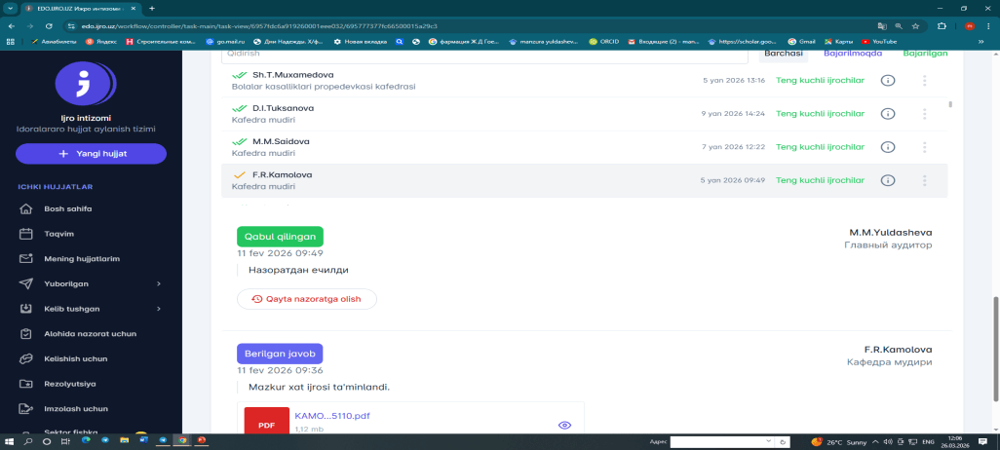 EDO.IJRO.UZ Ижро интизоми -
edo.ijro.uz/workflow/controller/task-main/task-view/6957fdc6a919260001eee032/695777377fc66500015a29c3
Авиабилеты
Яндекс
Строительные ком...
go.mail.ru
Дни Надежды. Х/ф...
Новая вкладка
фармация Ж.Д Гое...
manzura yuldashev...
ORCID
Входящие (2) – man...
https://scholar.goo...
Gmail
Карты
YouTube
Ijro intizomi
Idoralararo hujjat aylanish tizimi
+ Yangi hujjat
ICHKI HUJJATLAR
Bosh sahifa
Taqvim
Mening hujjatlarim
Yuborilgan
Kelib tushgan
Alohida nazorat uchun
Kelishish uchun
Rezolyutsiya
Imzolash uchun
Sektor fishka
Qidirish
Barchasi
Bajarilmoqda
Bajarilgan
Sh.T.Muxamedova
Bolalar kasalliklari propedevkasi kafedrasi
5 yan 2026 13:16
Teng kuchli ijrochilar
D.I.Tuksanova
Kafedra mudiri
9 yan 2026 14:24
Teng kuchli ijrochilar
M.M.Saidova
Kafedra mudiri
7 yan 2026 12:22
Teng kuchli ijrochilar
F.R.Kamolova
Kafedra mudiri
5 yan 2026 09:49
Teng kuchli ijrochilar
Qabul qilingan
11 fev 2026 09:49
M.M.Yuldasheva
Главный аудитор
Назоратдан ечилди
Qayta nazoratga olish
Berilgan javob
11 fev 2026 09:36
F.R.Kamolova
Кафедра мудири
Mazkur xat ijrosi ta'minlandi.
PDF
KAMO...5110.pdf
1,12 mb
Адрес
26°C Sunny
ENG
12:06
26.03.2026